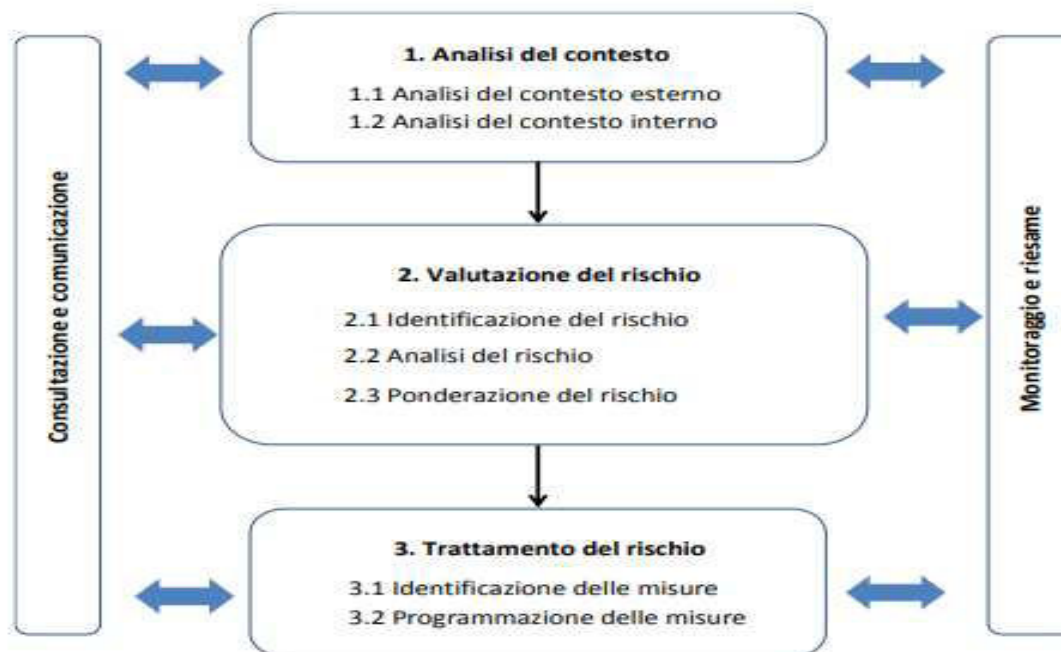 Consultazione e comunicazione
1. Analisi del contesto
1.1 Analisi del contesto esterno
1.2 Analisi del contesto interno
2. Valutazione del rischio
2.1 Identificazione del rischio
2.2 Analisi del rischio
2.3 Ponderazione del rischio
3. Trattamento del rischio
3.1 Identificazione delle misure
3.2 Programmazione delle misure
Monitoraggio e riesame